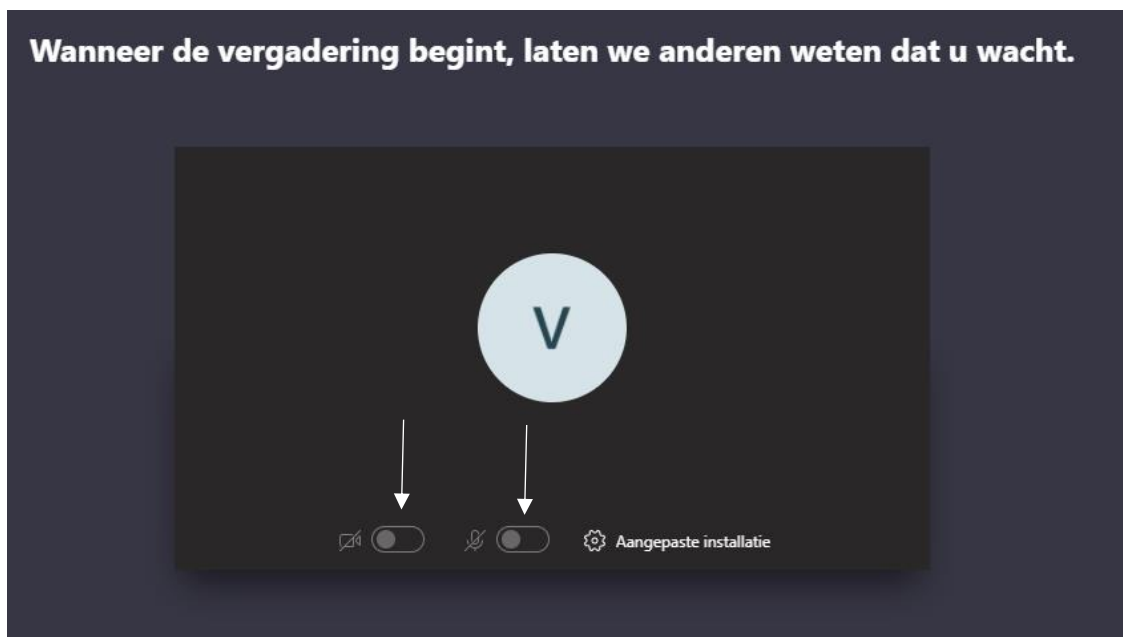 Wanneer de vergadering begint, laten we anderen weten dat u wacht.
V
Aangepaste installatie